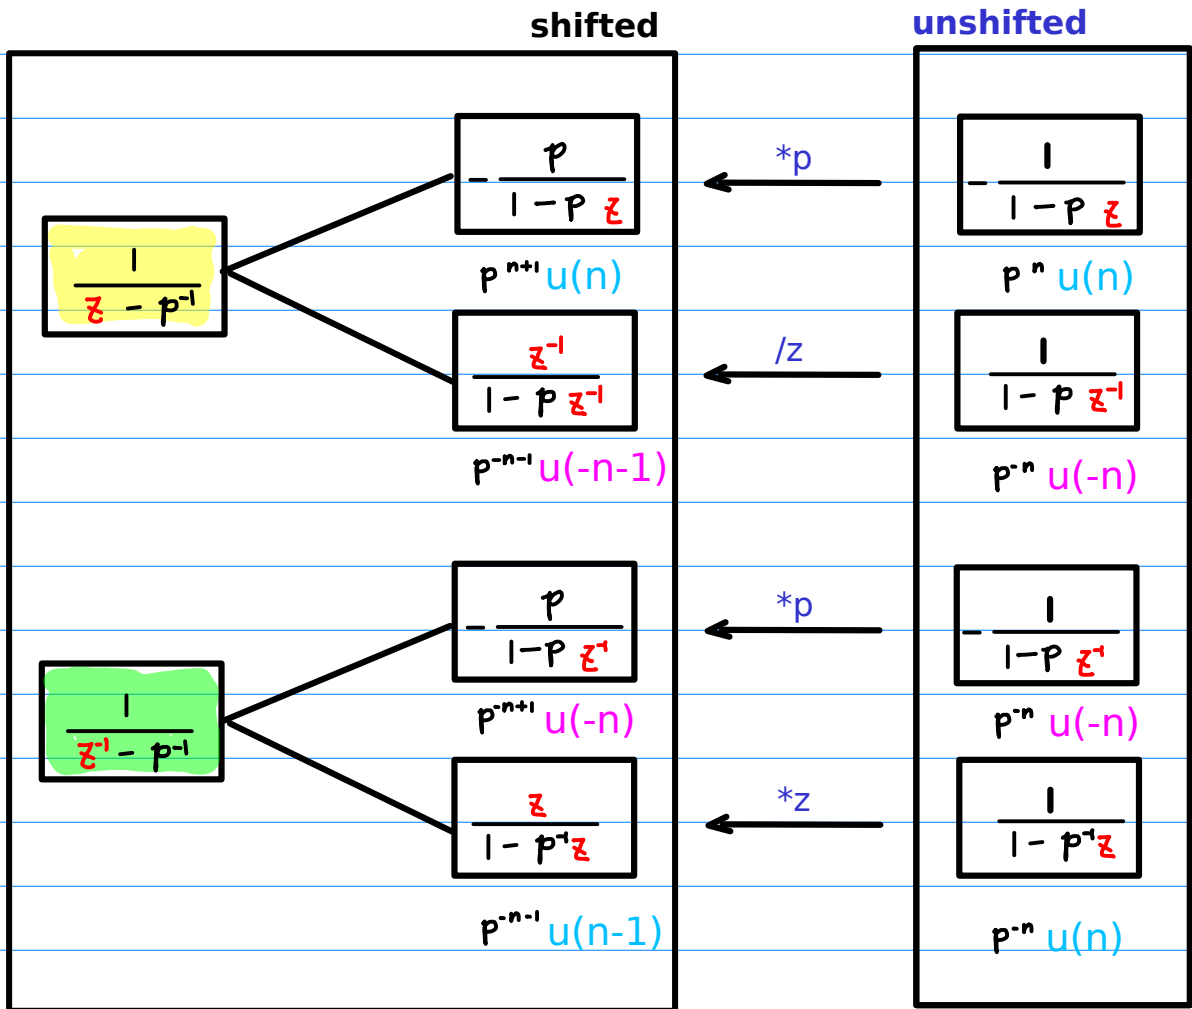 shifted unshifted
- p / (1 - p z) *p - 1 / (1 - p z)
1 / (z - p⁻¹)
p ⁿ⁺¹ u(n) p ⁿ u(n)
z⁻¹ / (1 - p z⁻¹) /z 1 / (1 - p z⁻¹)
p⁻ⁿ⁻¹ u(-n-1) p⁻ⁿ u(-n)
- p / (1 - p z⁻¹) *p - 1 / (1 - p z⁻¹)
1 / (z⁻¹ - p⁻¹)
p⁻ⁿ⁺¹ u(-n) p⁻ⁿ u(-n)
z / (1 - p⁻¹ z) *z 1 / (1 - p⁻¹ z)
p⁻ⁿ⁻¹ u(n-1) p⁻ⁿ u(n)